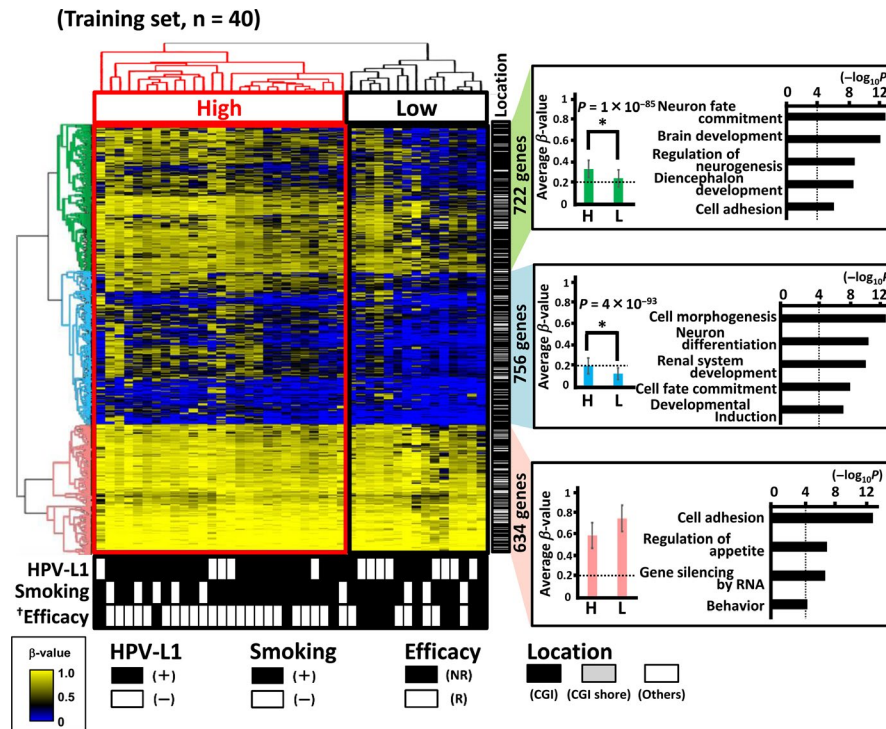 (Training set, n = 40)
High
Low
Location
HPV-L1
Smoking
†Efficacy
722 genes
Average β-value
1
0.8
0.6
0.4
0.2
0
P = 1 × 10⁻⁸⁵
*
H L
(−log₁₀P)
0 4 8 12
Neuron fate
commitment
Brain development
Regulation of
neurogenesis
Diencephalon
development
Cell adhesion
756 genes
Average β-value
1
0.8
0.6
0.4
0.2
0
P = 4 × 10⁻⁹³
*
H L
(−log₁₀P)
0 4 8 12
Cell morphogenesis
Neuron
differentiation
Renal system
development
Cell fate commitment
Developmental
Induction
634 genes
Average β-value
1
0.8
0.6
0.4
0.2
0
H L
(−log₁₀P)
0 4 8 12
Cell adhesion
Regulation of
appetite
Gene silencing
by RNA
Behavior
β-value
1.0
0.5
0
HPV-L1
(+)
(−)
Smoking
(+)
(−)
Efficacy
(NR)
(R)
Location
(CGI) (CGI shore) (Others)